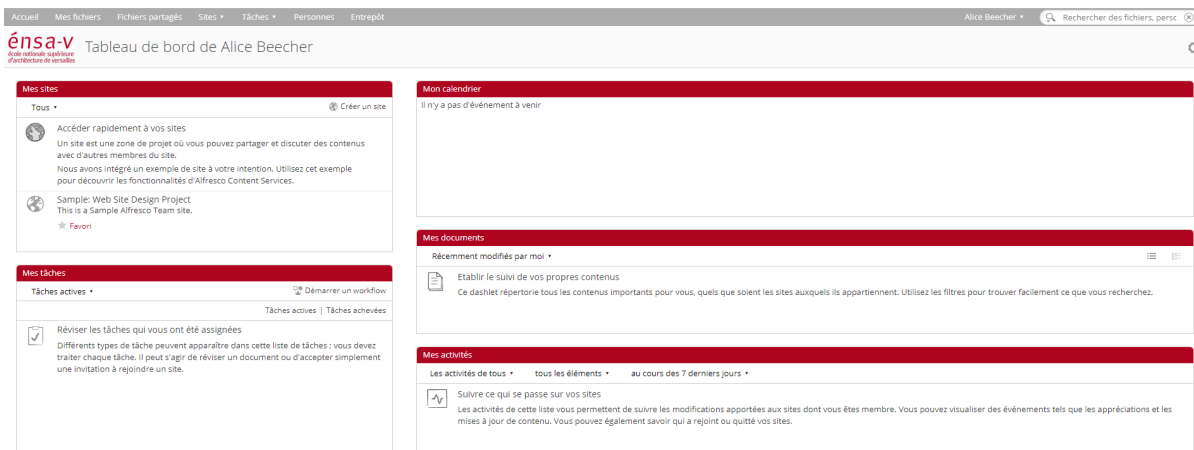 Accueil Mes fichiers Fichiers partagés Sites Tâches Personnes Entrepôt Alice Beecher Rechercher des fichiers, persc
énsa-v
école nationale supérieure
d'architecture de versailles
Tableau de bord de Alice Beecher
Mes sites
Tous Créer un site
Accéder rapidement à vos sites
Un site est une zone de projet où vous pouvez partager et discuter des contenus
avec d'autres membres du site.
Nous avons intégré un exemple de site à votre intention. Utilisez cet exemple
pour découvrir les fonctionnalités d'Alfresco Content Services.
Sample: Web Site Design Project
This is a Sample Alfresco Team site.
Favori
Mes tâches
Tâches actives Démarrer un workflow
Tâches actives | Tâches achevées
Réviser les tâches qui vous ont été assignées
Différents types de tâche peuvent apparaître dans cette liste de tâches ; vous devez
traiter chaque tâche. Il peut s'agir de réviser un document ou d'accepter simplement
une invitation à rejoindre un site.
Mon calendrier
Il n'y a pas d'événement à venir
Mes documents
Récemment modifiés par moi
Etablir le suivi de vos propres contenus
Ce dashlet répertorie tous les contenus importants pour vous, quels que soient les sites auxquels ils appartiennent. Utilisez les filtres pour trouver facilement ce que vous recherchez.
Mes activités
Les activités de tous tous les éléments au cours des 7 derniers jours
Suivre ce qui se passe sur vos sites
Les activités de cette liste vous permettent de suivre les modifications apportées aux sites dont vous êtes membre. Vous pouvez visualiser des événements tels que les appréciations et les
mises à jour de contenu. Vous pouvez également savoir qui a rejoint ou quitté vos sites.